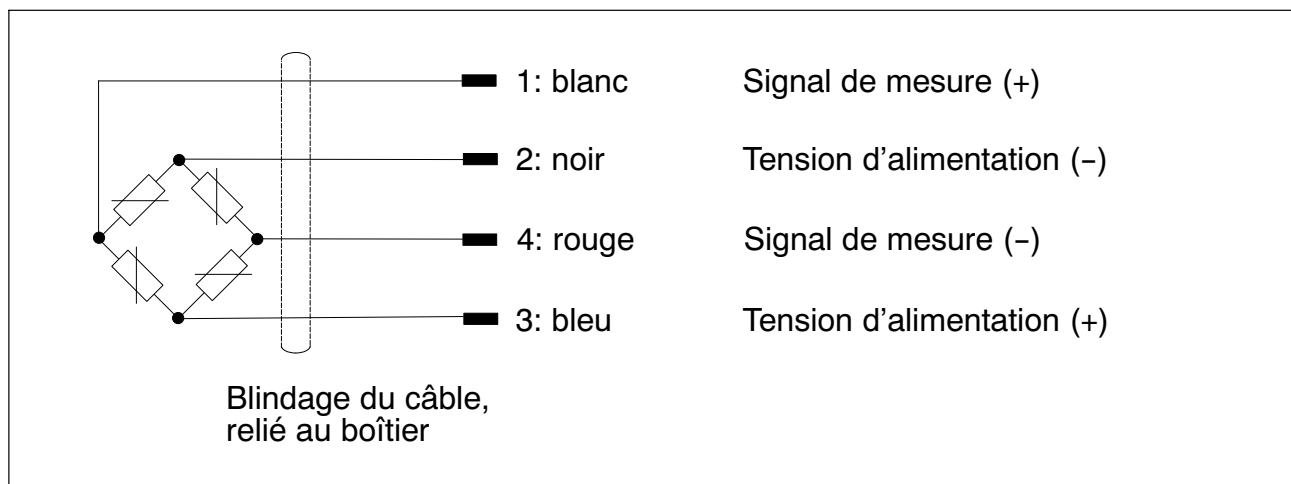 1: blanc Signal de mesure (+)
2: noir Tension d’alimentation (–)
4: rouge Signal de mesure (–)
3: bleu Tension d’alimentation (+)
Blindage du câble,
relié au boîtier